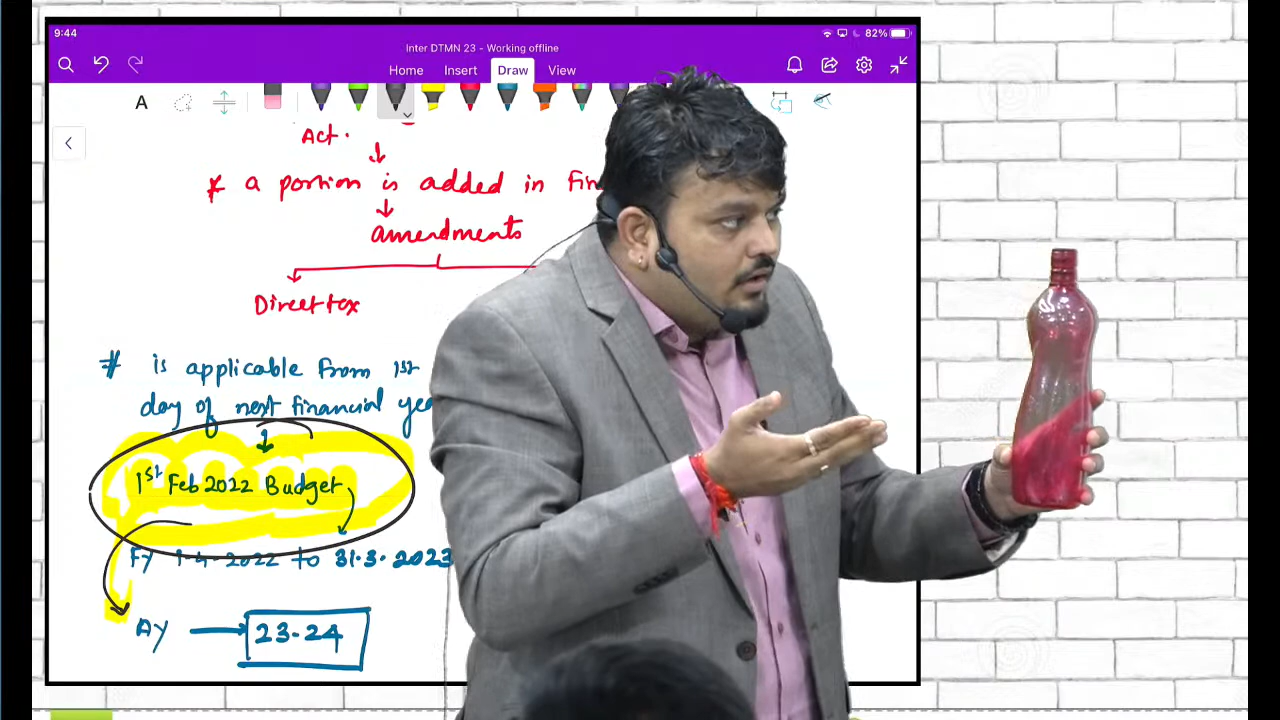 9:44
82%
Inter DTMN 23 - Working offline
Home Insert Draw View
A
Act.
* a portion is added in Fin
amendments
Direct tax
# is applicable from 1st
day of next financial ye
1st Feb 2022 Budget
FY 1-4-2022 to 31.3.2023
AY 23-24